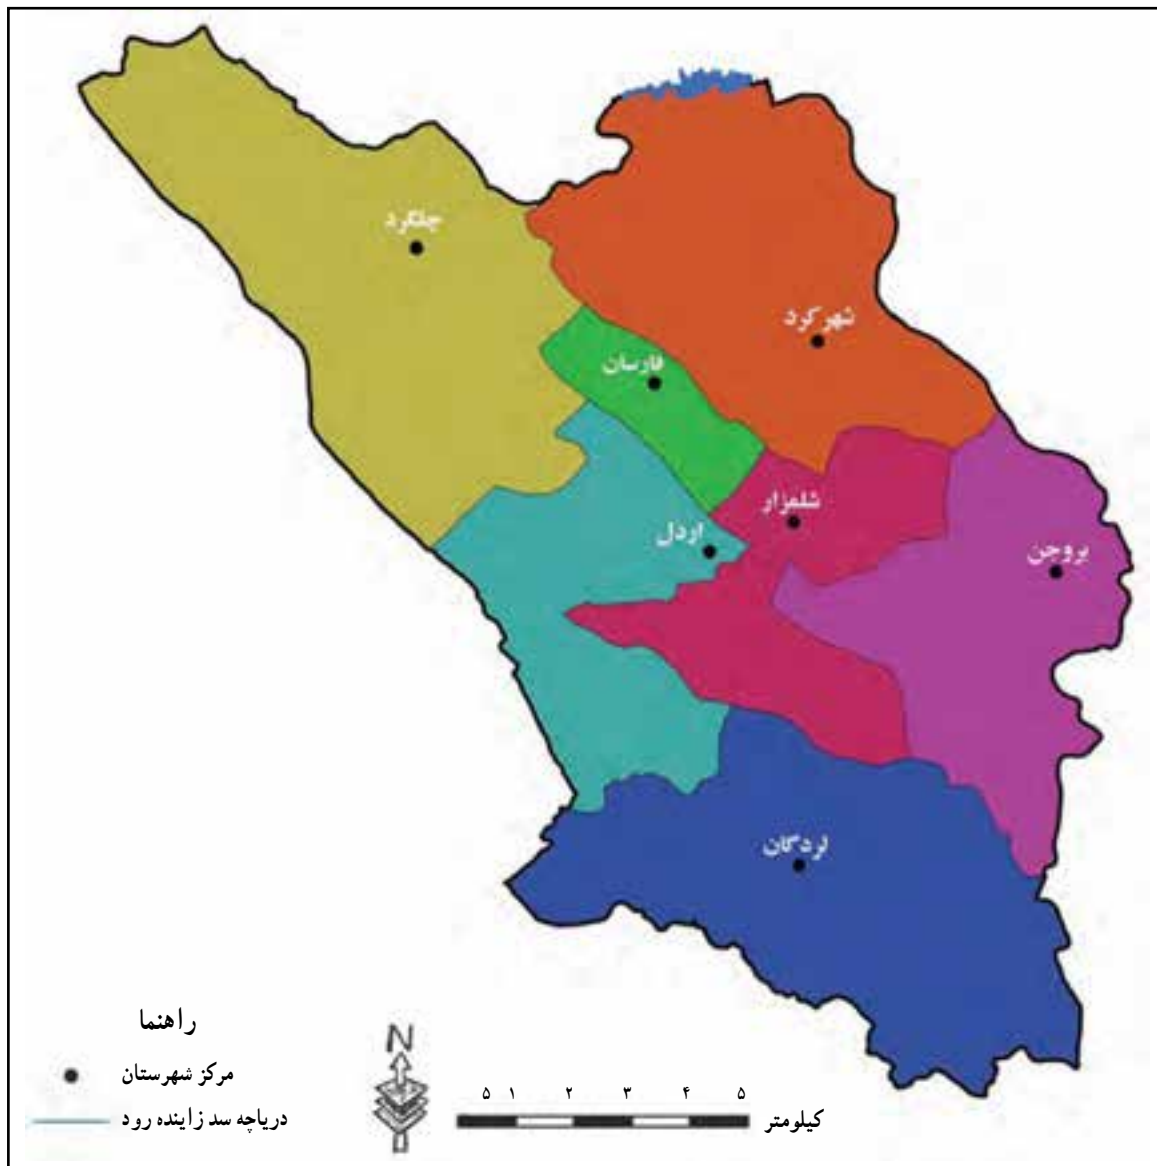 چلگرد
شهرکرد
فارسان
شلمزار
اردل
بروجن
لردگان
راهنما
مرکز شهرستان
دریاچه سد زاینده رود
N
۵ ۱ ۲ ۳ ۴ ۵
کیلومتر